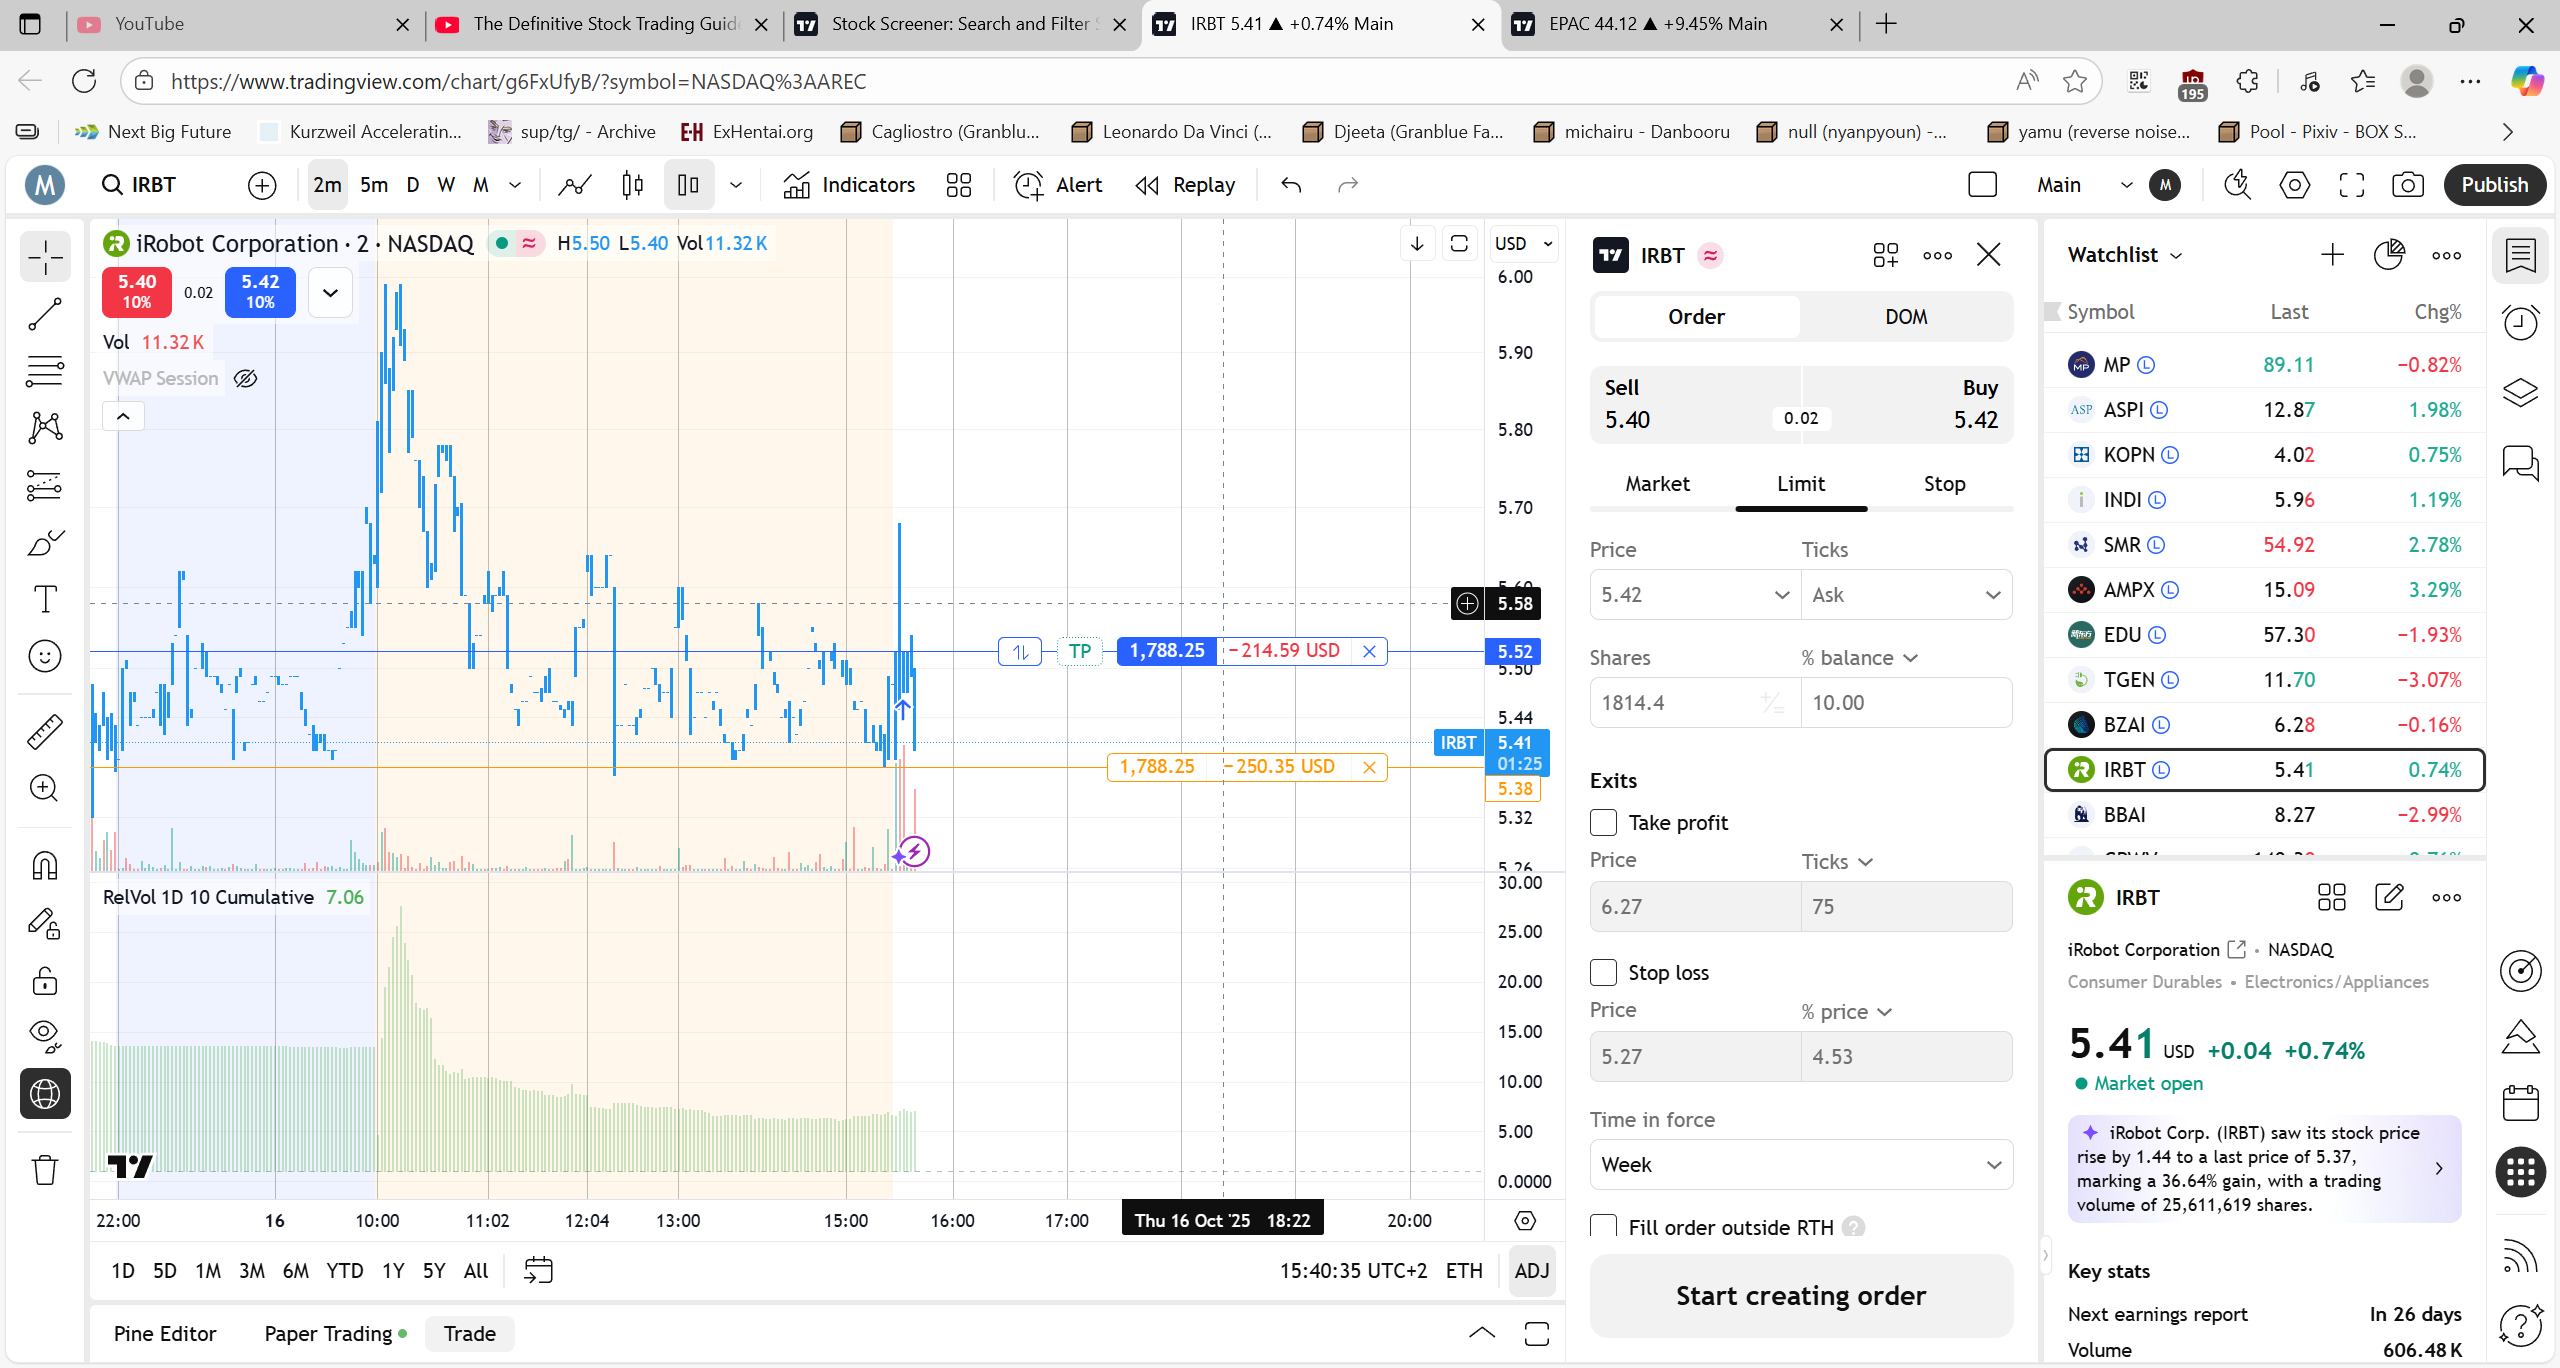 YouTube
The Definitive Stock Trading Guid
Stock Screener: Search and Filter S
IRBT 5.41 ▲ +0.74% Main
EPAC 44.12 ▲ +9.45% Main
https://www.tradingview.com/chart/g6FxUfyB/?symbol=NASDAQ%3AAREC
195
Next Big Future
Kurzweil Acceleratin...
sup/tg/ - Archive
ExHentai.org
Cagliostro (Granblu...
Leonardo Da Vinci (...
Djeeta (Granblue Fa...
michairu - Danbooru
null (nyanpyoun) -...
yamu (reverse noise...
Pool - Pixiv - BOX S...
M
IRBT
2m
5m
D
W
M
Indicators
Alert
Replay
Main
M
Publish
iRobot Corporation · 2 · NASDAQ
H5.50 L5.40 Vol11.32 K
USD
5.40
10%
0.02
5.42
10%
Vol 11.32 K
VWAP Session
6.00
5.90
5.80
5.70
5.60
5.58
5.52
5.50
5.44
IRBT 5.41
01:25
5.38
5.32
5.26
TP
1,788.25
−214.59 USD
1,788.25
−250.35 USD
RelVol 1D 10 Cumulative 7.06
30.00
25.00
20.00
15.00
10.00
5.00
0.0000
22:00
16
10:00
11:02
12:04
13:00
15:00
16:00
17:00
Thu 16 Oct '25 18:22
20:00
1D
5D
1M
3M
6M
YTD
1Y
5Y
All
15:40:35 UTC+2
ETH
ADJ
Pine Editor
Paper Trading
Trade
IRBT
Order
DOM
Sell
5.40
0.02
Buy
5.42
Market
Limit
Stop
Price
Ticks
5.42
Ask
Shares
% balance
1814.4
10.00
Exits
Take profit
Price
Ticks
6.27
75
Stop loss
Price
% price
5.27
4.53
Time in force
Week
Fill order outside RTH
Start creating order
Watchlist
Symbol Last Chg%
MP L 89.11 −0.82%
ASPI L 12.87 1.98%
KOPN L 4.02 0.75%
INDI L 5.96 1.19%
SMR L 54.92 2.78%
AMPX L 15.09 3.29%
EDU L 57.30 −1.93%
TGEN L 11.70 −3.07%
BZAI L 6.28 −0.16%
IRBT L 5.41 0.74%
BBAI 8.27 −2.99%
IRBT
iRobot Corporation · NASDAQ
Consumer Durables • Electronics/Appliances
5.41 USD +0.04 +0.74%
Market open
iRobot Corp. (IRBT) saw its stock price
rise by 1.44 to a last price of 5.37,
marking a 36.64% gain, with a trading
volume of 25,611,619 shares.
Key stats
Next earnings report In 26 days
Volume 606.48 K